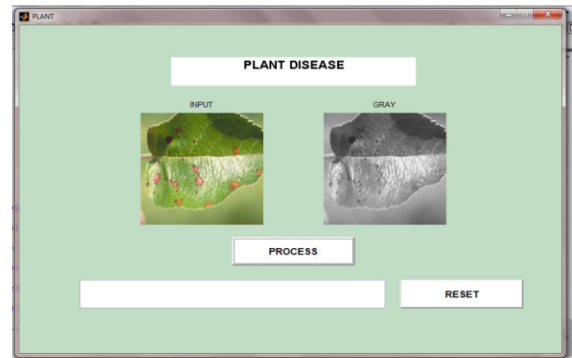 PLANT
PLANT DISEASE
INPUT
GRAY
PROCESS
RESET